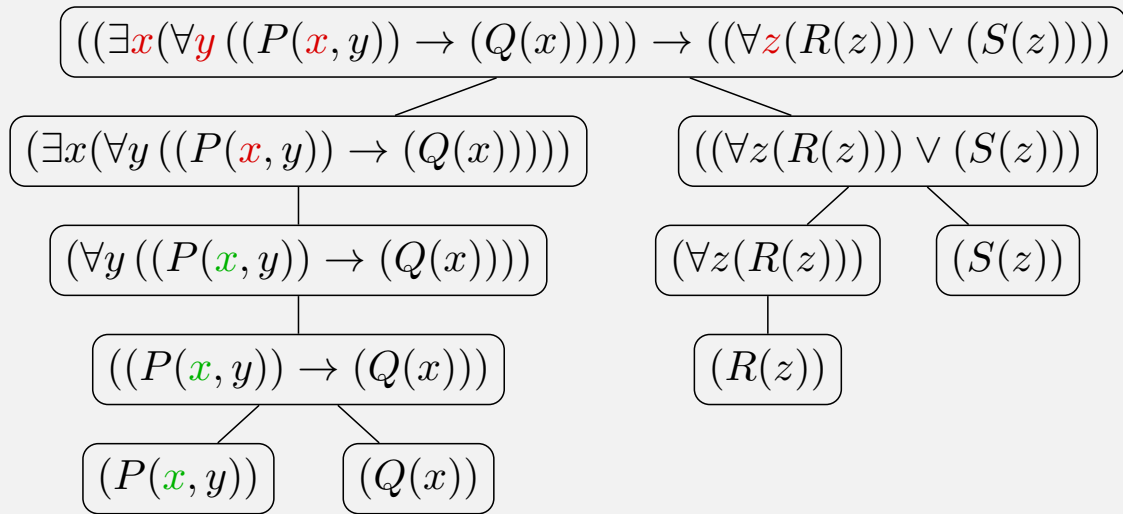 ((∃x(∀y ((P(x, y)) → (Q(x))))) → ((∀z(R(z))) ∨ (S(z))))
(∃x(∀y ((P(x, y)) → (Q(x)))))
((∀z(R(z))) ∨ (S(z)))
(∀y ((P(x, y)) → (Q(x))))
(∀z(R(z)))
(S(z))
((P(x, y)) → (Q(x)))
(R(z))
(P(x, y))
(Q(x))